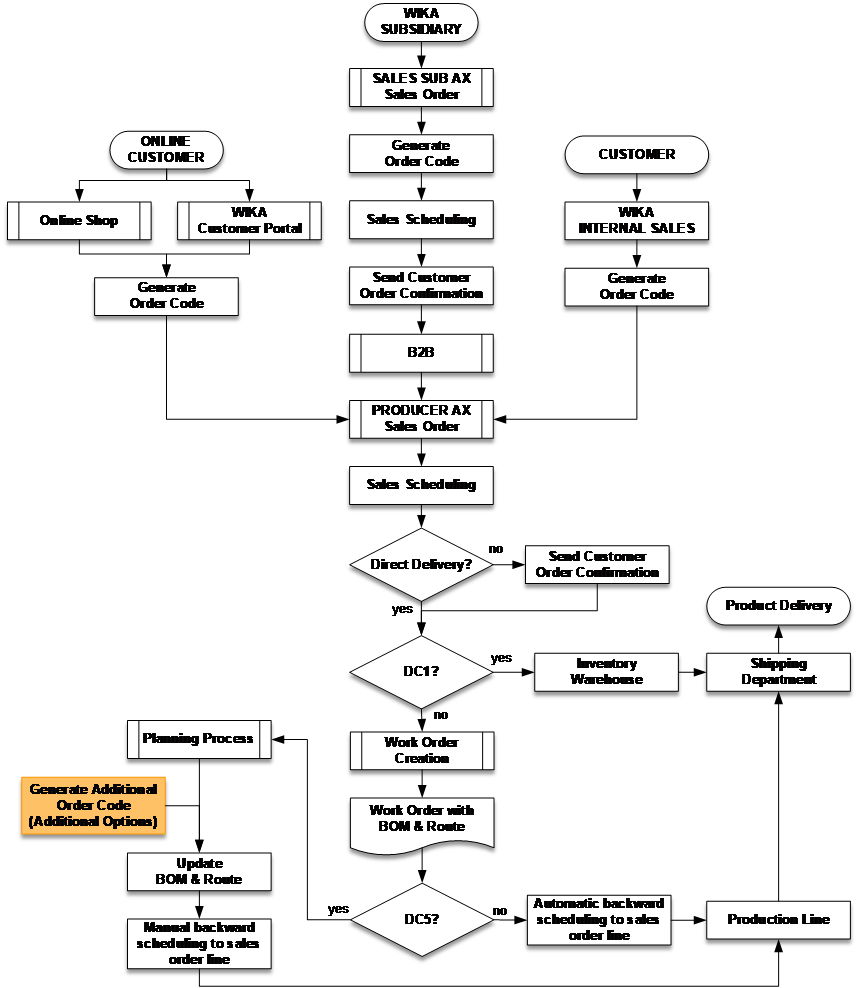 WIKA
SUBSIDIARY
SALES SUB AX
Sales Order
Generate
Order Code
ONLINE
CUSTOMER
CUSTOMER
Online Shop
WIKA
Customer Portal
Sales Scheduling
WIKA
INTERNAL SALES
Generate
Order Code
Send Customer
Order Confirmation
Generate
Order Code
B2B
PRODUCER AX
Sales Order
Sales Scheduling
Direct Delivery?
no
Send Customer
Order Confirmation
yes
Product Delivery
DC1?
yes
Inventory
Warehouse
Shipping
Department
no
Planning Process
Work Order
Creation
Generate Additional
Order Code
(Additional Options)
Work Order with
BOM & Route
Update
BOM & Route
yes
DC5?
no
Automatic backward
scheduling to sales
order line
Production Line
Manual backward
scheduling to sales
order line